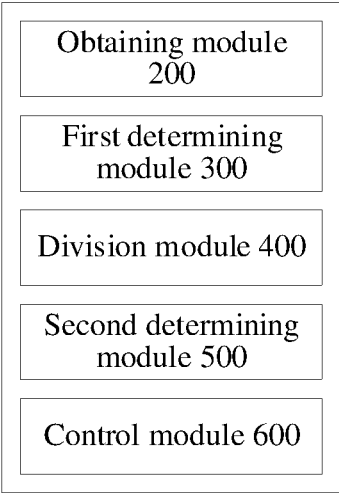 Obtaining module
200
First determining
module 300
Division module 400
Second determining
module 500
Control module 600